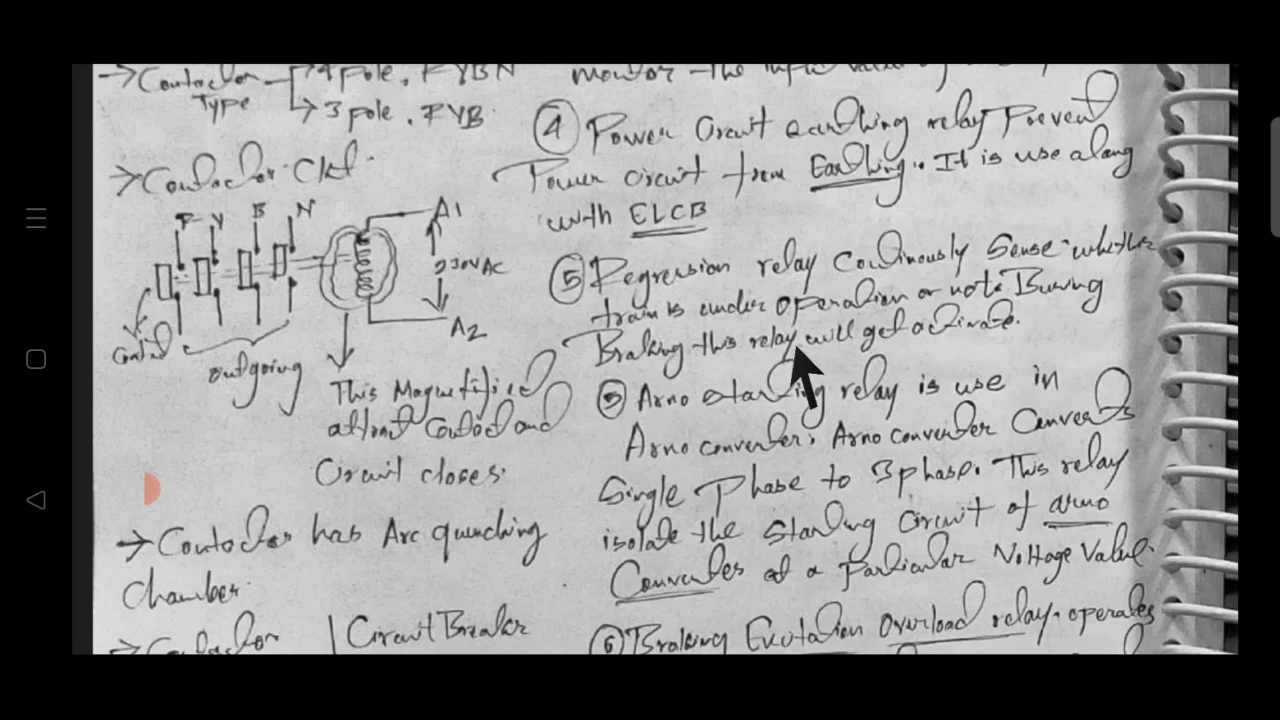 → Contactor → 4 pole . RYBN
Type → 3 pole . RYB
→ Contactor Ckt.
R Y B N
A1
230V AC
A2
Contact
outgoing
This Magnetized
attract Contact and
Circuit closes.
→ Contactor has Arc quenching
Chamber.
→ Contactor | Circuit Breaker
monitor the
④ Power Circuit earthing relay Prevent
Power circuit from Earthing. It is use along
with ELCB
⑤ Regression relay Continously Sense whether
train is under operation or not. During
Braking this relay will get activate.
⑤ Arno starting relay is use in
Arno converter. Arno converter Converts
Single Phase to 3 phase. This relay
isolate the Starting Circuit of arno
Converter at a Particular Voltage Value.
⑥ Braking Excitation overload relay. operates